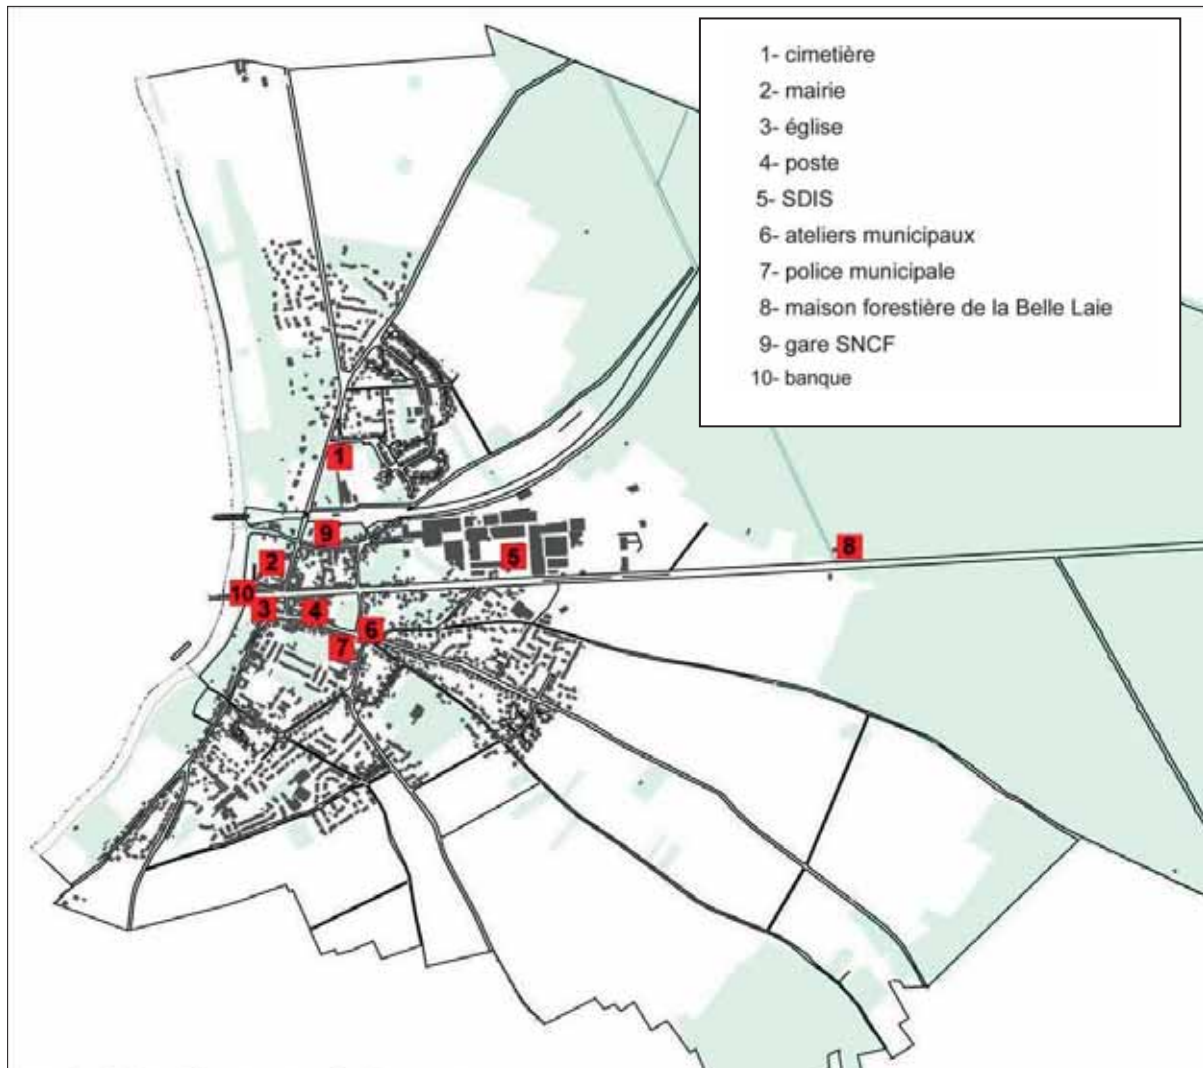 1- cimetière
2- mairie
3- église
4- poste
5- SDIS
6- ateliers municipaux
7- police municipale
8- maison forestière de la Belle Laie
9- gare SNCF
10- banque
1
9
2
5
8
10
3
4
6
7